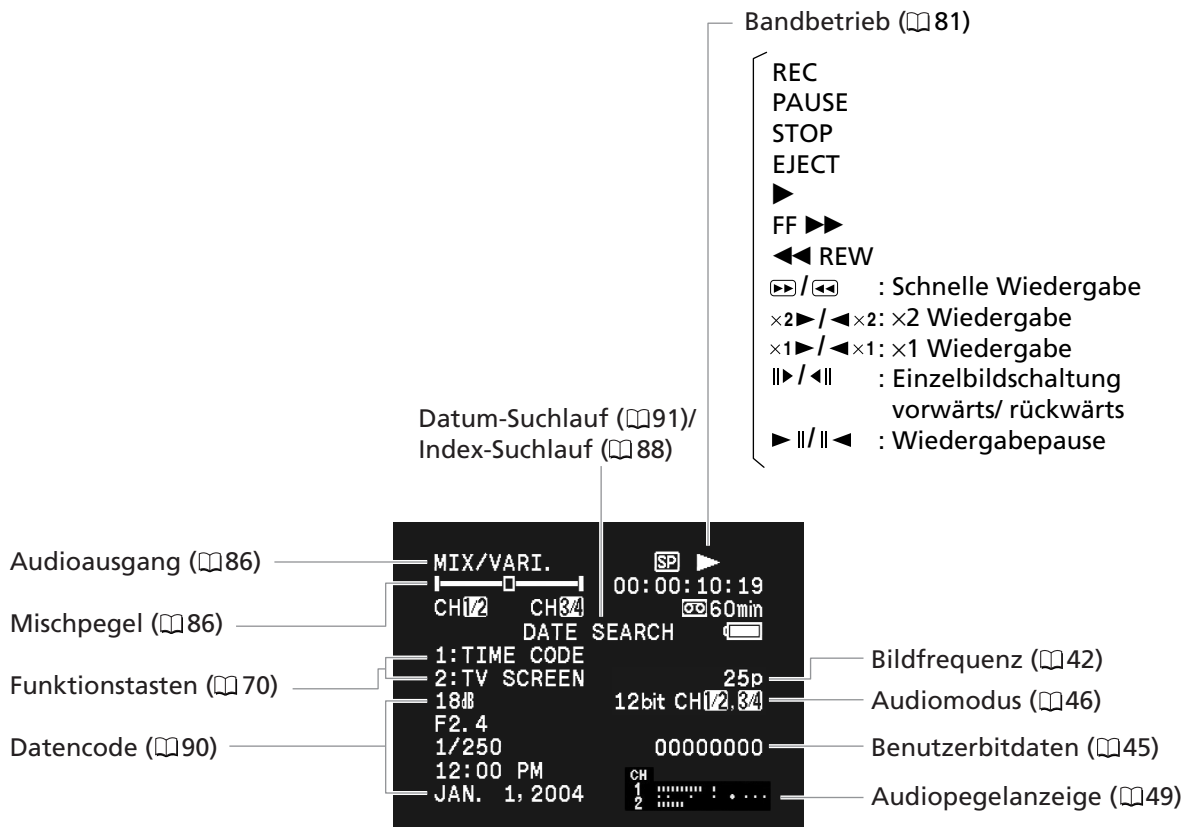 Bandbetrieb (81)
REC
PAUSE
STOP
EJECT
▶
FF ▶▶
◀◀ REW
▶▶/◀◀ : Schnelle Wiedergabe
×2▶/◀×2: ×2 Wiedergabe
×1▶/◀×1: ×1 Wiedergabe
‖▶/◀‖ : Einzelbildschaltung
vorwärts/ rückwärts
▶‖/‖◀ : Wiedergabepause
Datum-Suchlauf (91)/
Index-Suchlauf (88)
Audioausgang (86)
Mischpegel (86)
Funktionstasten (70)
Datencode (90)
MIX/VARI.
SP ▶
00:00:10:19
CH1/2 CH3/4
60min
DATE SEARCH
1:TIME CODE
2:TV SCREEN
25p
18dB
12bit CH1/2,3/4
F2.4
1/250
00000000
12:00 PM
JAN. 1,2004
CH
1
2
Bildfrequenz (42)
Audiomodus (46)
Benutzerbitdaten (45)
Audiopegelanzeige (49)